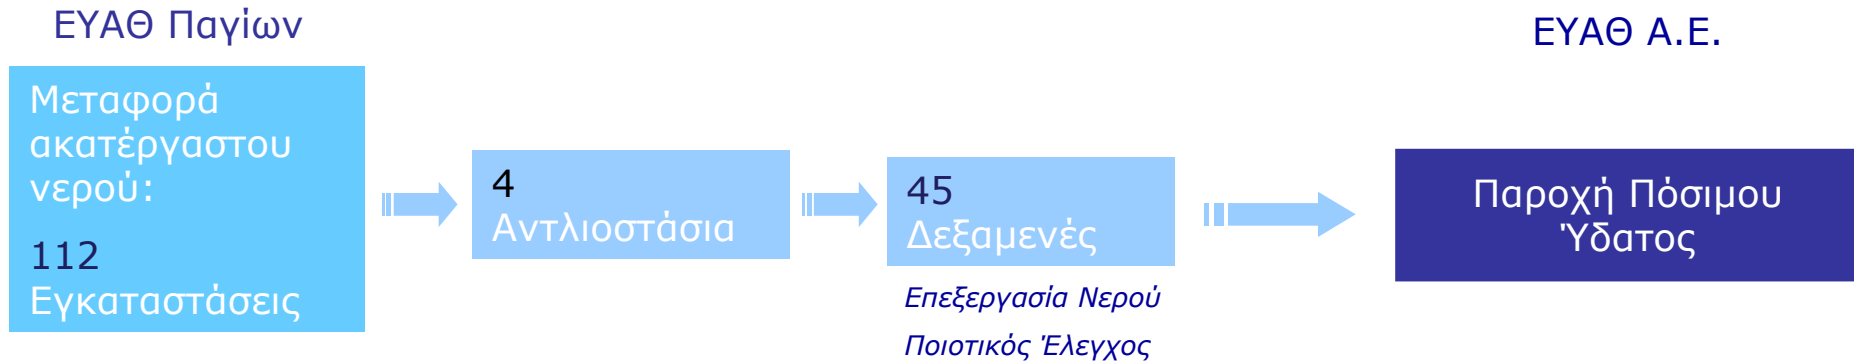 ΕΥΑΘ Παγίων
ΕΥΑΘ Α.Ε.
Μεταφορά
ακατέργαστου
νερού:
112
Εγκαταστάσεις
4
Αντλιοστάσια
45
Δεξαμενές
Επεξεργασία Νερού
Ποιοτικός Έλεγχος
Παροχή Πόσιμου
Ύδατος